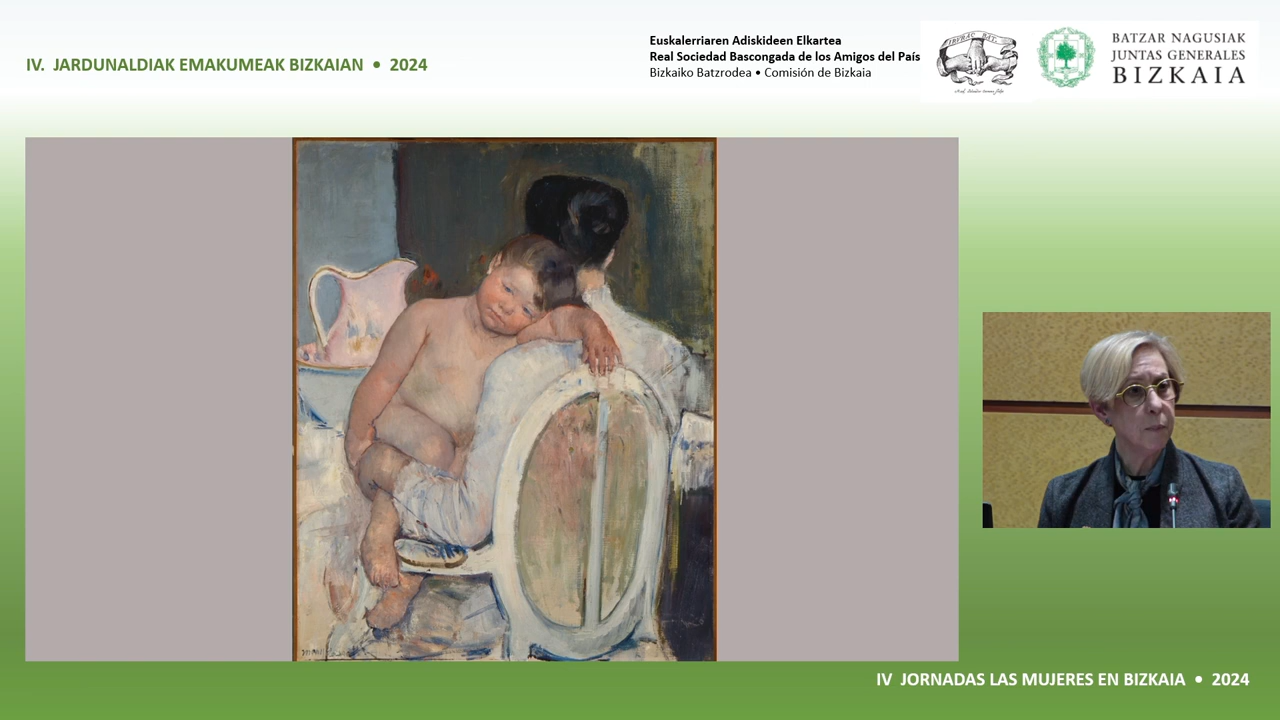 IV. JARDUNALDIAK EMAKUMEAK BIZKAIAN • 2024
Euskalerriaren Adiskideen Elkartea
Real Sociedad Bascongada de los Amigos del País
Bizkaiko Batzrodea • Comisión de Bizkaia
BATZAR NAGUSIAK
JUNTAS GENERALES
BIZKAIA
IV JORNADAS LAS MUJERES EN BIZKAIA • 2024